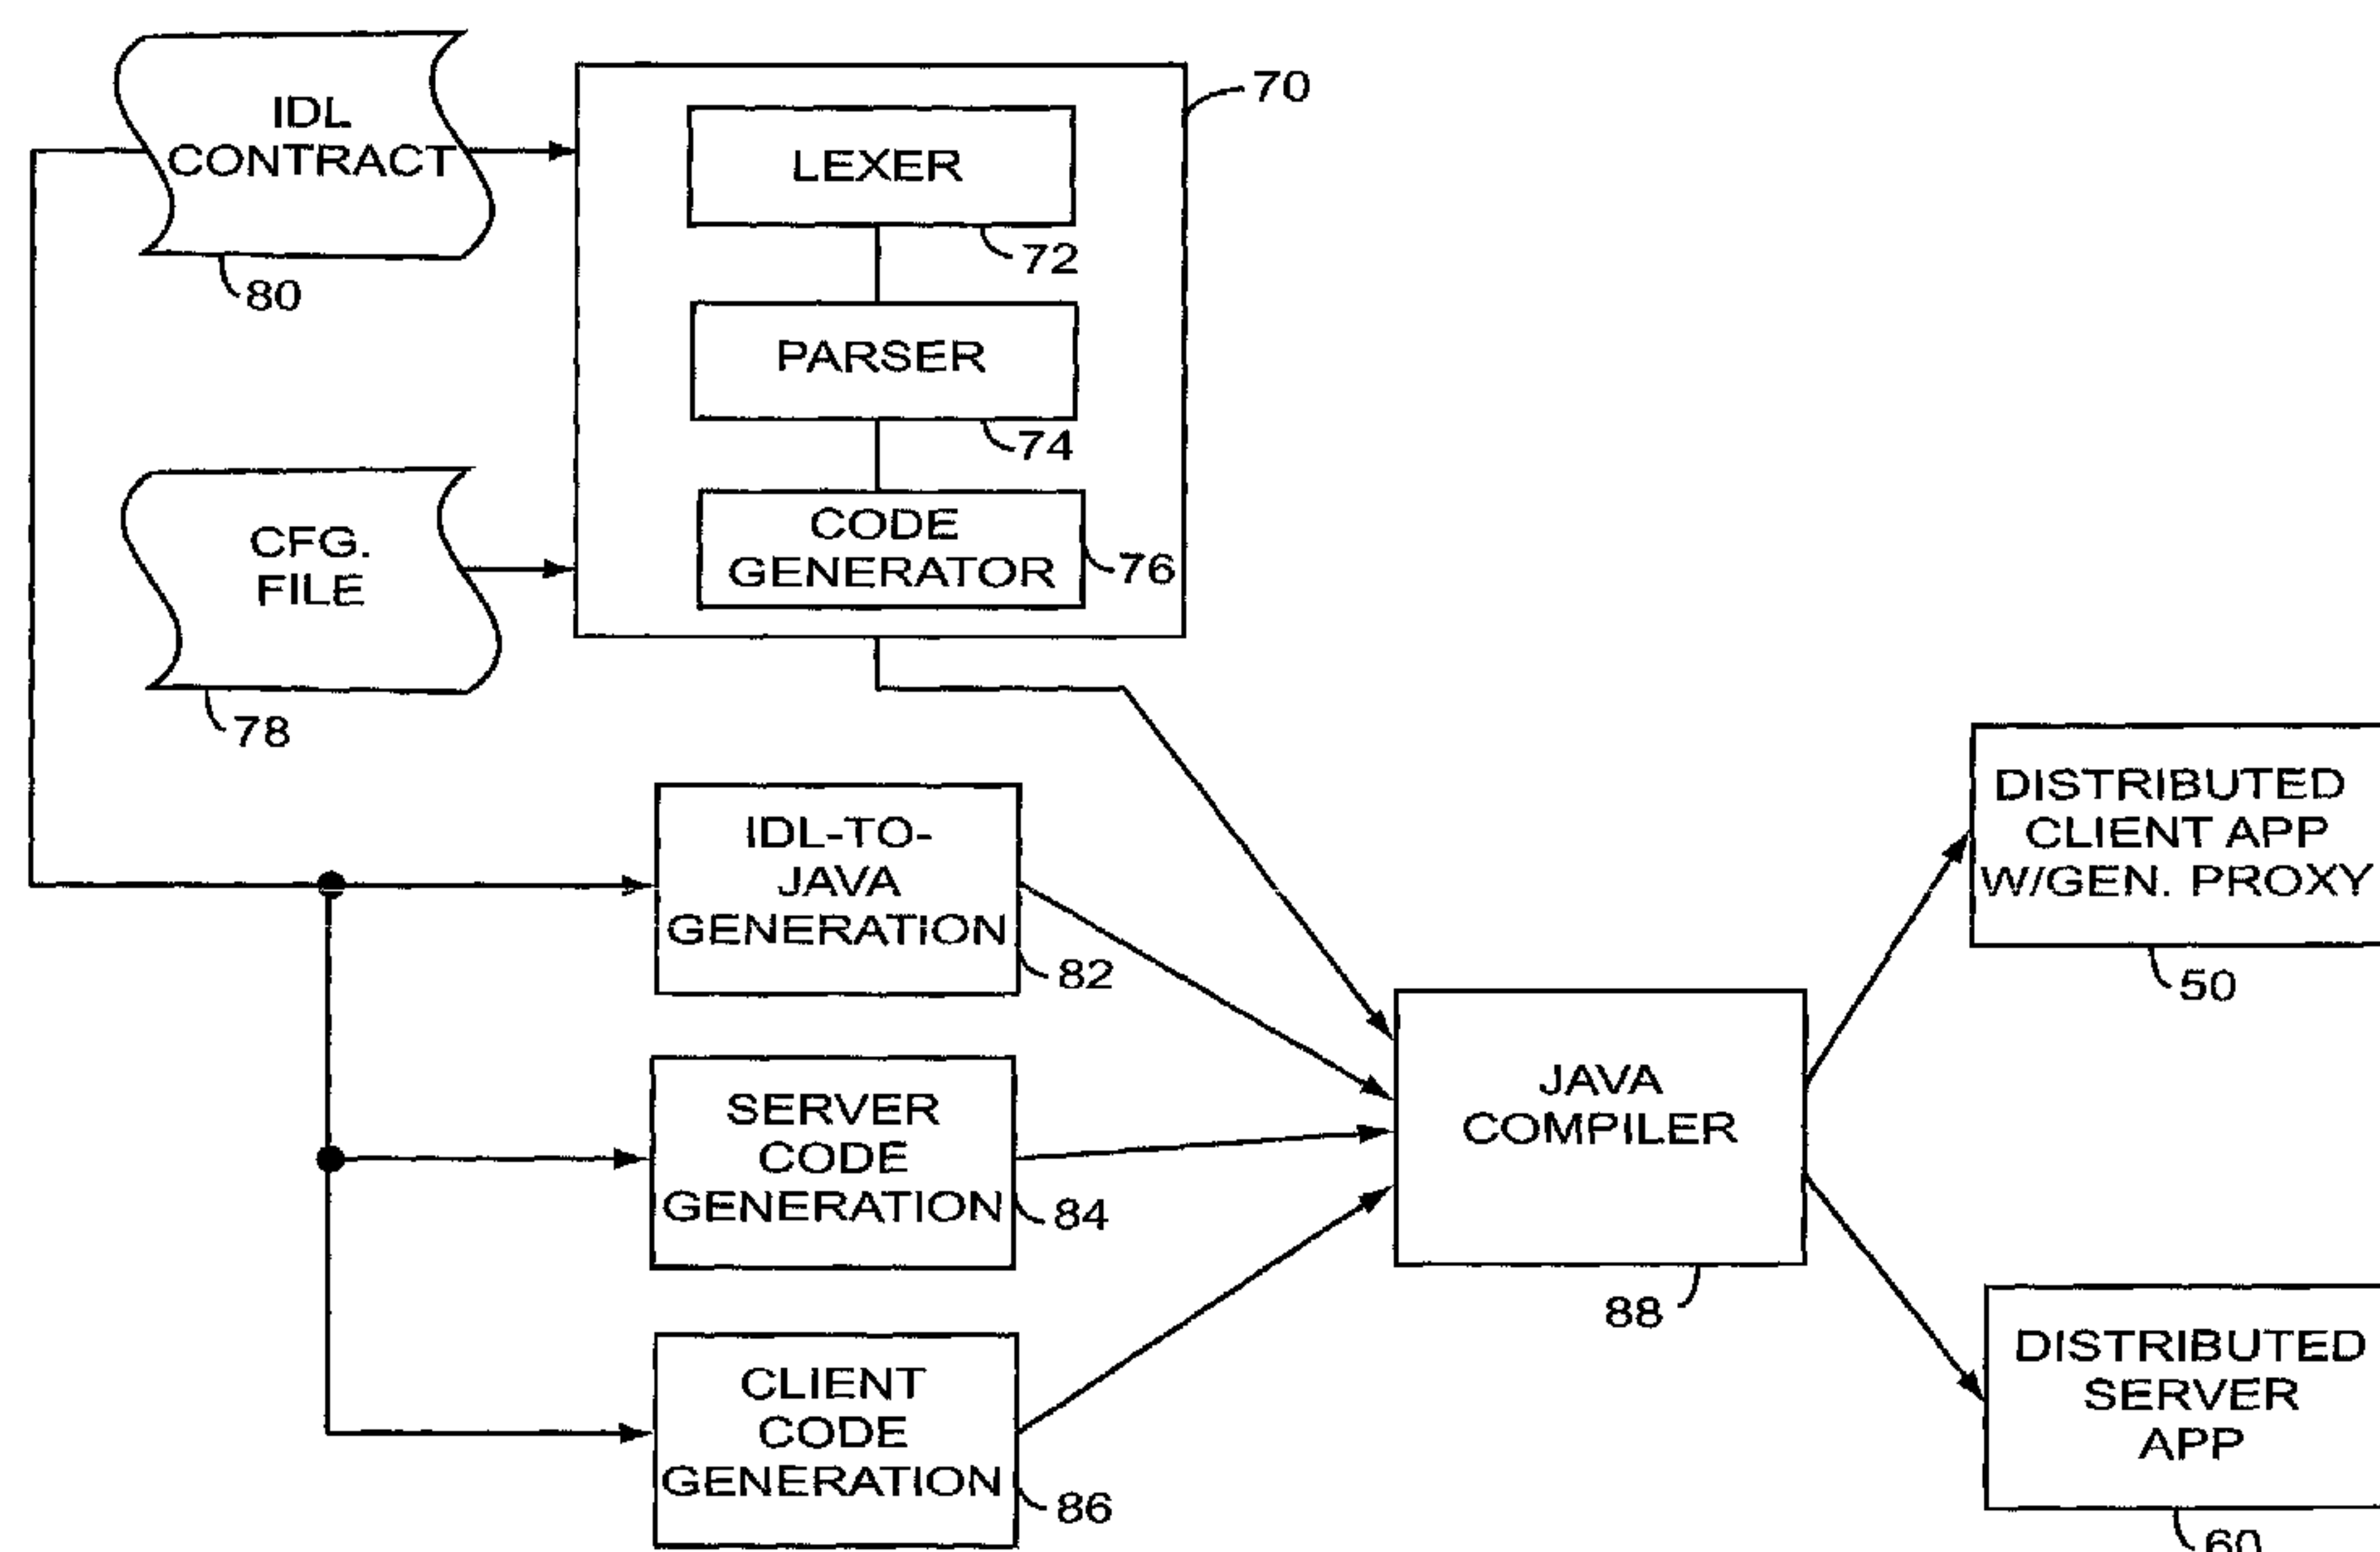 IDL
CONTRACT
80
70
LEXER
72
PARSER
74
CODE
GENERATOR
76
CFG.
FILE
78
IDL-TO-
JAVA
GENERATION
82
SERVER
CODE
GENERATION
84
CLIENT
CODE
GENERATION
86
JAVA
COMPILER
88
DISTRIBUTED
CLIENT APP
W/GEN. PROXY
50
DISTRIBUTED
SERVER
APP
60